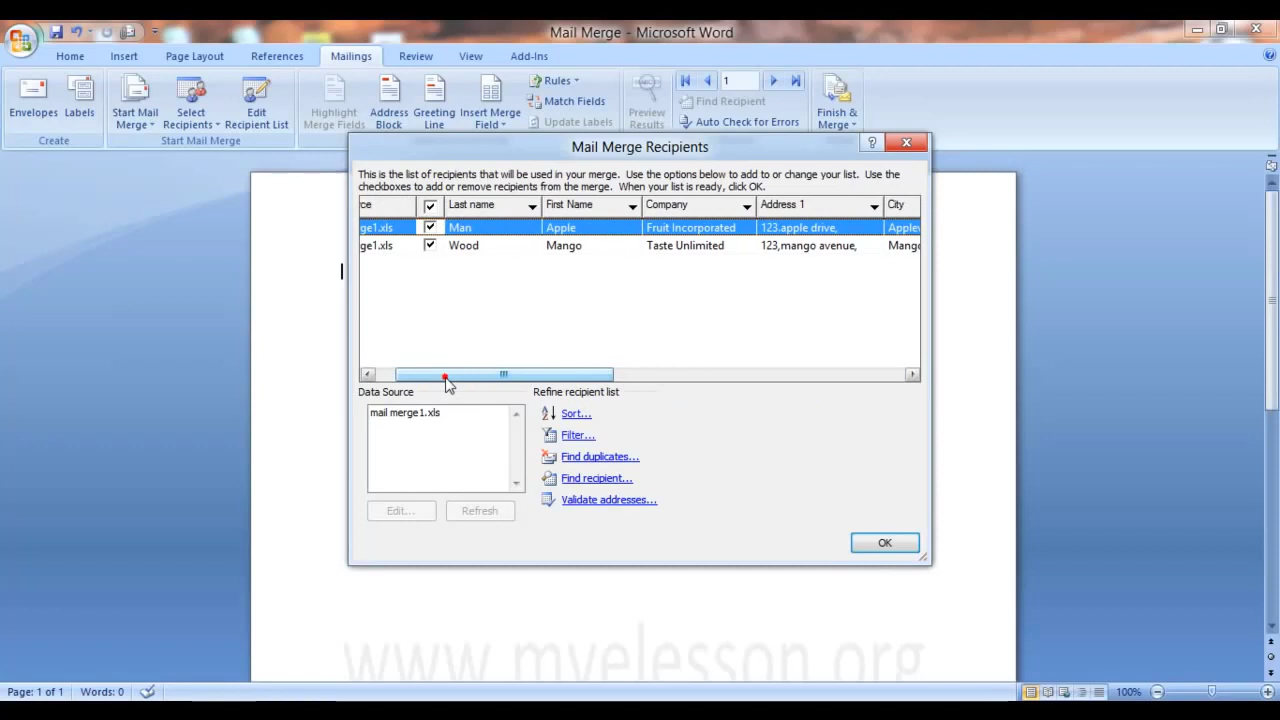 Mail Merge - Microsoft Word
Home Insert Page Layout References Mailings Review View Add-Ins
Envelopes Labels
Create
Start Mail Merge Select Recipients Edit Recipient List
Start Mail Merge
Highlight Merge Fields Address Block Greeting Line Insert Merge Field
Rules
Match Fields
Update Labels
Preview Results
1
Find Recipient
Auto Check for Errors
Finish & Merge
Mail Merge Recipients
This is the list of recipients that will be used in your merge. Use the options below to add to or change your list. Use the
checkboxes to add or remove recipients from the merge. When your list is ready, click OK.
ce Last name First Name Company Address 1 City
ge1.xls Man Apple Fruit Incorporated 123.apple drive, Apple
ge1.xls Wood Mango Taste Unlimited 123,mango avenue, Mango
Data Source
mail merge1.xls
Edit... Refresh
Refine recipient list
Sort...
Filter...
Find duplicates...
Find recipient...
Validate addresses...
OK
www.myelesson.org
Page: 1 of 1 Words: 0 100%